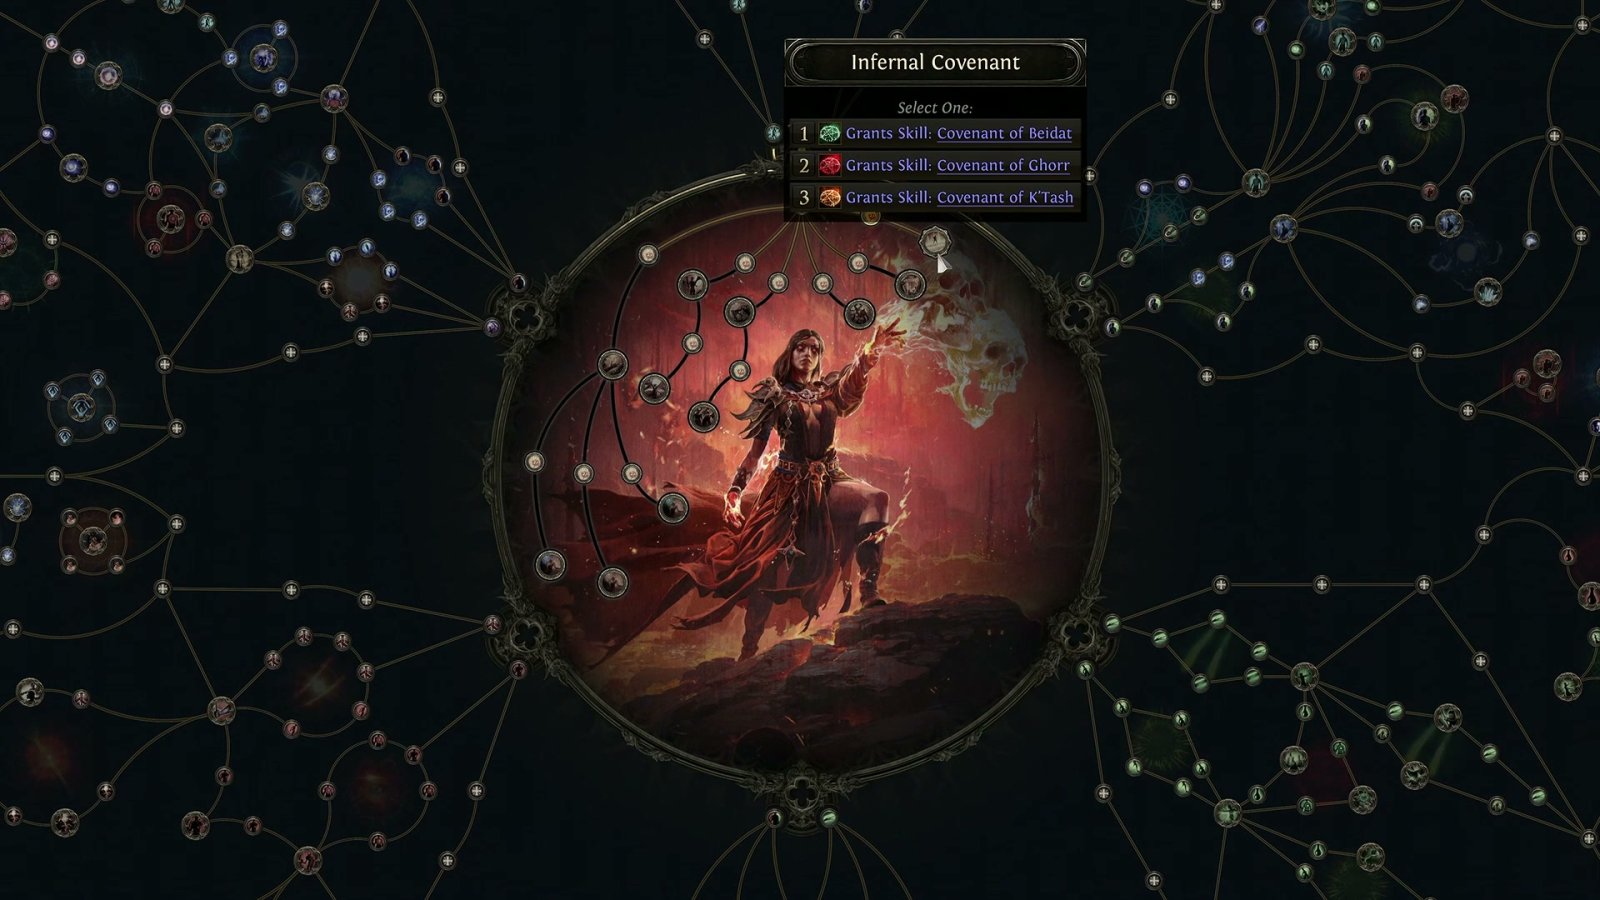 Infernal Covenant
Select One:
1 Grants Skill: Covenant of Beidat
2 Grants Skill: Covenant of Ghorr
3 Grants Skill: Covenant of K'Tash